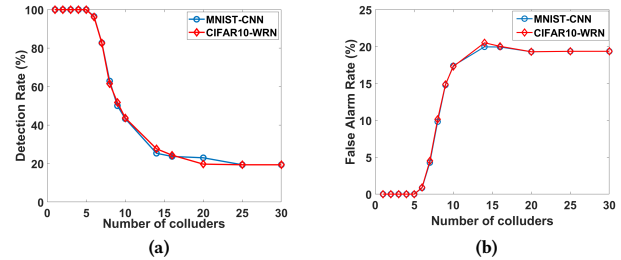 100
80
60
40
20
0
Detection Rate (%)
MNIST-CNN
CIFAR10-WRN
0 5 10 15 20 25 30
Number of colluders
(a)
25
20
15
10
5
0
False Alarm Rate (%)
MNIST-CNN
CIFAR10-WRN
0 5 10 15 20 25 30
Number of colluders
(b)